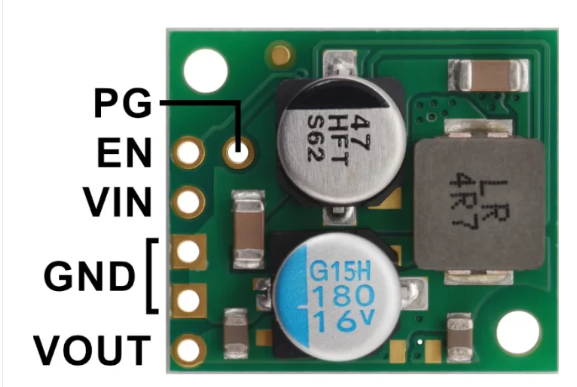 PG
EN
VIN
GND
VOUT
47
HFT
S62
LR
4R7
G15H
180
16V